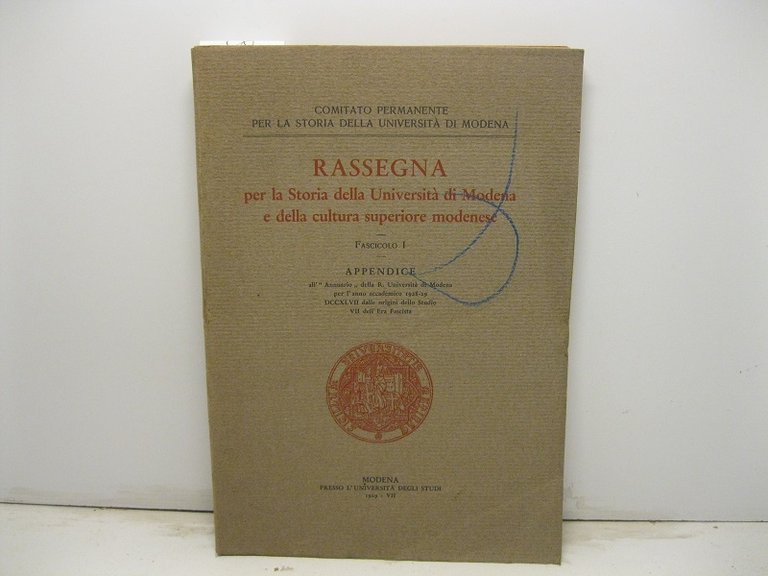 COMITATO PERMANENTE
PER LA STORIA DELLA UNIVERSITÀ DI MODENA
RASSEGNA
per la Storia della Università di Modena
e della cultura superiore modenese
FASCICOLO I
APPENDICE
all' " Annuario „ della R. Università di Modena
per l'anno accademico 1928-29
DCCXLVII dalle origini dello Studio
VII dell'Era Fascista
MODENA
PRESSO L'UNIVERSITÀ DEGLI STUDI
1929 - VII